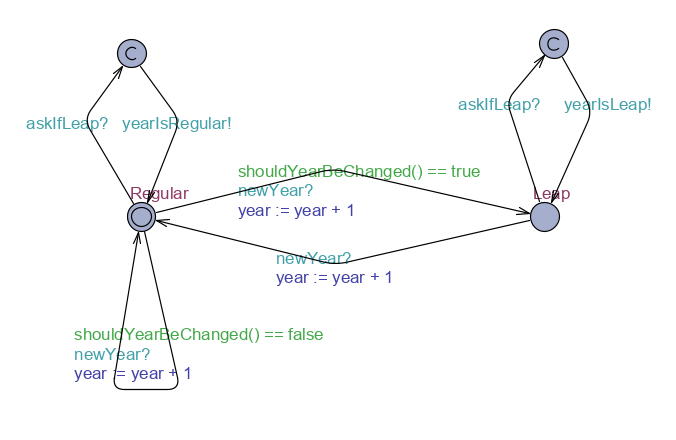 C
C
askIfLeap?
yearIsRegular!
askIfLeap?
yearIsLeap!
Regular
Leap
shouldYearBeChanged() == true
newYear?
year := year + 1
newYear?
year := year + 1
shouldYearBeChanged() == false
newYear?
year := year + 1